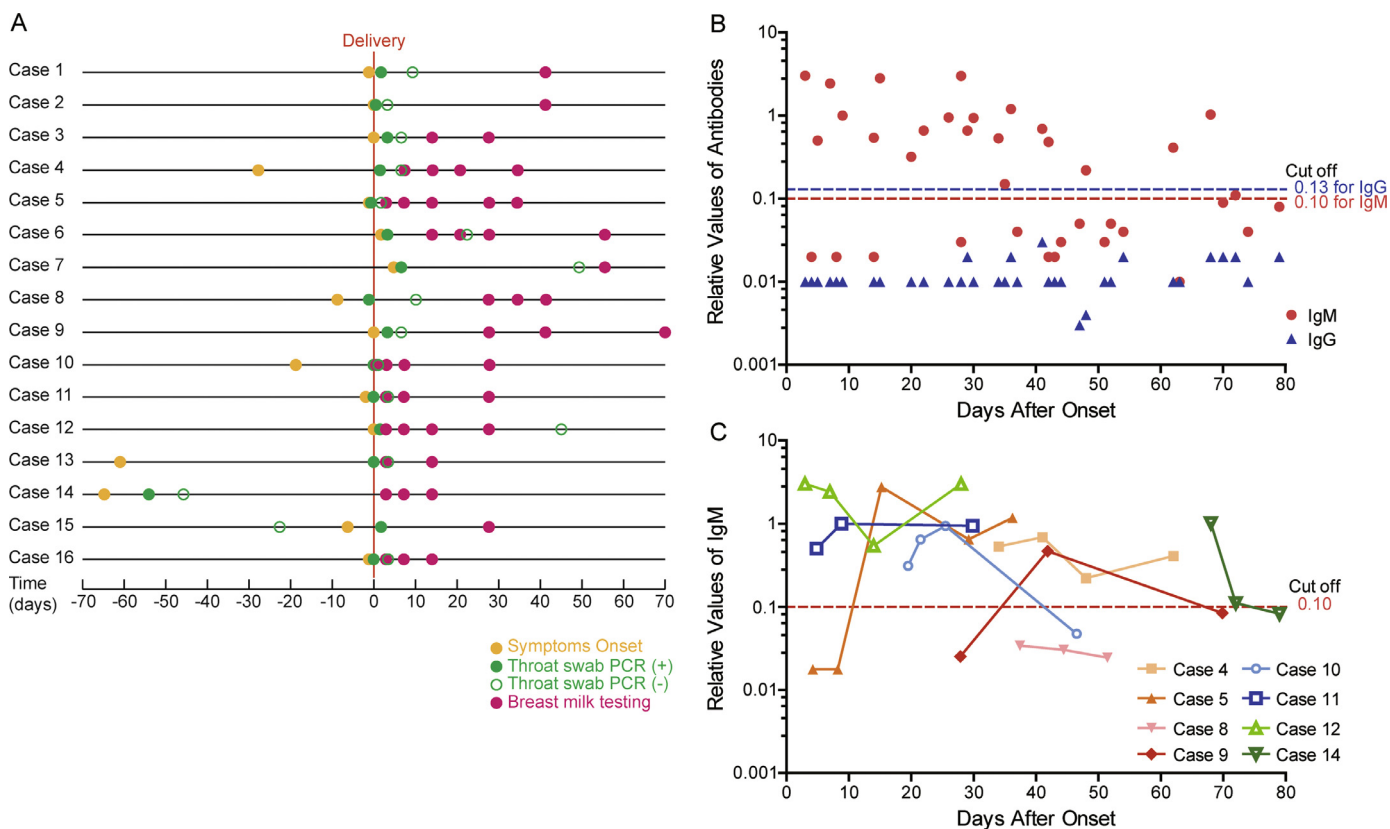 A
Delivery
Case 1
Case 2
Case 3
Case 4
Case 5
Case 6
Case 7
Case 8
Case 9
Case 10
Case 11
Case 12
Case 13
Case 14
Case 15
Case 16
Time
(days)
-70 -60 -50 -40 -30 -20 -10 0 10 20 30 40 50 60 70
Symptoms Onset
Throat swab PCR (+)
Throat swab PCR (-)
Breast milk testing
B
Relative Values of Antibodies
10
1
0.1
0.01
0.001
Cut off
0.13 for IgG
0.10 for IgM
IgM
IgG
0 10 20 30 40 50 60 70 80
Days After Onset
C
Relative Values of IgM
10
1
0.1
0.01
0.001
Cut off
0.10
Case 4 Case 10
Case 5 Case 11
Case 8 Case 12
Case 9 Case 14
0 10 20 30 40 50 60 70 80
Days After Onset